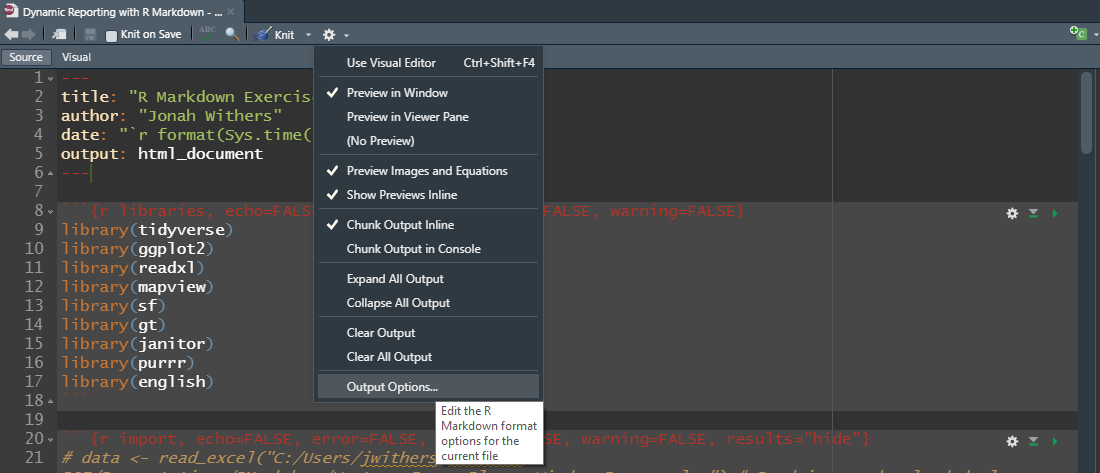 Dynamic Reporting with R Markdown - ...
Knit on Save
ABC
Knit
Source Visual
1 ---
2 title: "R Markdown Exercis
3 author: "Jonah Withers"
4 date: "`r format(Sys.time(
5 output: html_document
6 ---
7
8 ```{r libraries, echo=FALS FALSE, warning=FALSE}
9 library(tidyverse)
10 library(ggplot2)
11 library(readxl)
12 library(mapview)
13 library(sf)
14 library(gt)
15 library(janitor)
16 library(purrr)
17 library(english)
18 ```
19
20 ```{r import, echo=FALSE, error=FALSE, warning=FALSE, results="hide"}
21 # data <- read_excel("C:/Users/jwithers
Use Visual Editor Ctrl+Shift+F4
Preview in Window
Preview in Viewer Pane
(No Preview)
Preview Images and Equations
Show Previews Inline
Chunk Output Inline
Chunk Output in Console
Expand All Output
Collapse All Output
Clear Output
Clear All Output
Output Options...
Edit the R
Markdown format
options for the
current file